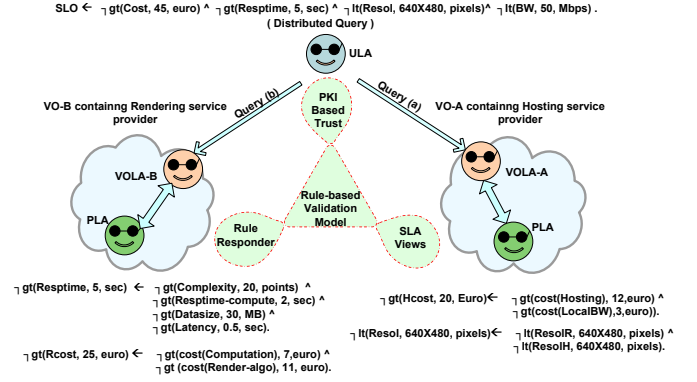 SLO ← ┐gt(Cost, 45, euro) ^ ┐gt(Resptime, 5, sec) ^ ┐lt(Resol, 640X480, pixels)^ ┐lt(BW, 50, Mbps) .
( Distributed Query )
ULA
Query (b)
Query (a)
PKI
Based
Trust
VO-B containng Rendering service
provider
VO-A containng Hosting service
provider
VOLA-B
VOLA-A
PLA
PLA
Rule-based
Validation
Model
Rule
Responder
SLA
Views
┐gt(Resptime, 5, sec) ← ┐gt(Complexity, 20, points) ^
┐gt(Resptime-compute, 2, sec) ^
┐gt(Datasize, 30, MB) ^
┐gt(Latency, 0.5, sec).
┐gt(Rcost, 25, euro) ← ┐gt(cost(Computation), 7,euro) ^
┐gt (cost(Render-algo), 11, euro).
┐gt(Hcost, 20, Euro)← ┐gt(cost(Hosting), 12,euro) ^
┐gt(cost(LocalBW),3,euro)).
┐lt(Resol, 640X480, pixels)← ┐lt(ResolR, 640X480, pixels) ^
┐lt(ResolH, 640X480, pixels).